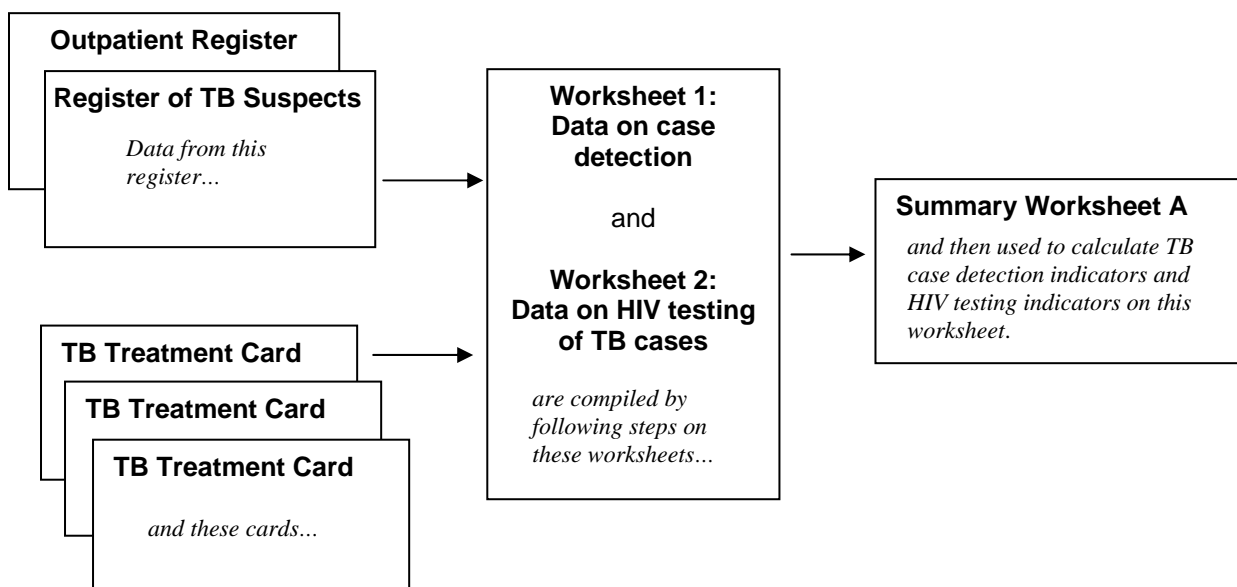 Outpatient Register
Register of TB Suspects
Data from this
register…
TB Treatment Card
TB Treatment Card
TB Treatment Card
and these cards…
Worksheet 1:
Data on case
detection
and
Worksheet 2:
Data on HIV testing
of TB cases
are compiled by
following steps on
these worksheets…
Summary Worksheet A
and then used to calculate TB
case detection indicators and
HIV testing indicators on this
worksheet.